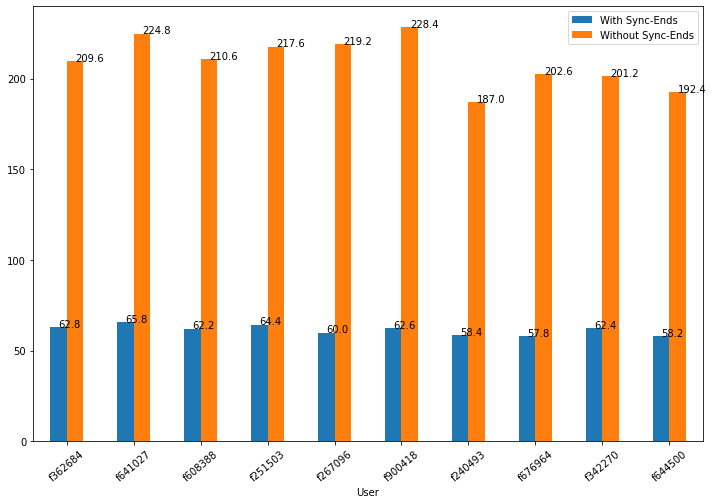 With Sync-Ends
Without Sync-Ends
209.6
224.8
210.6
217.6
219.2
228.4
187.0
202.6
201.2
192.4
62.8
65.8
62.2
64.4
60.0
62.6
58.4
57.8
62.4
58.2
200
150
100
50
0
f362684
f641027
f608388
f251503
f267096
f900418
f240493
f676964
f342270
f644500
User